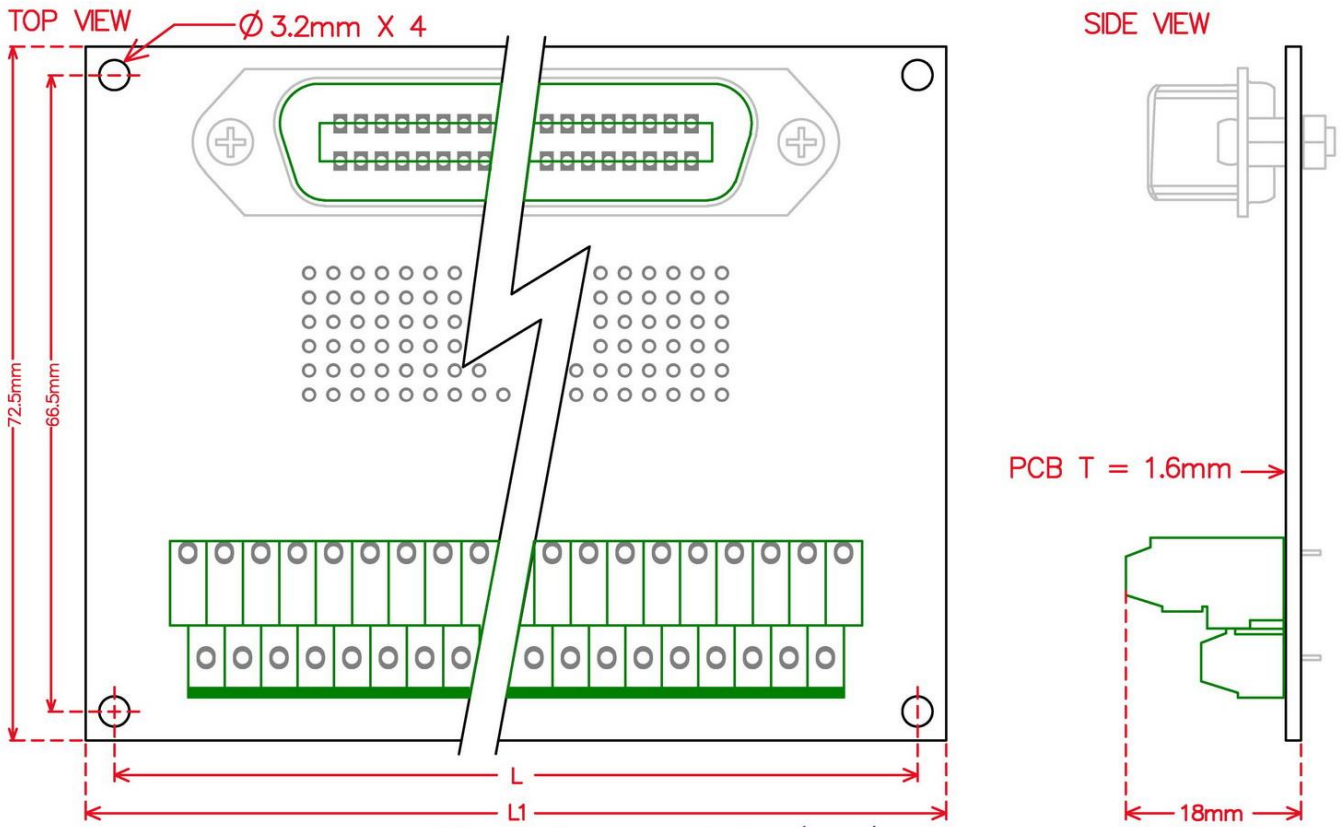 TOP VIEW
Ø 3.2mm X 4
SIDE VIEW
72.5mm
66.5mm
PCB T = 1.6mm
L
L1
18mm